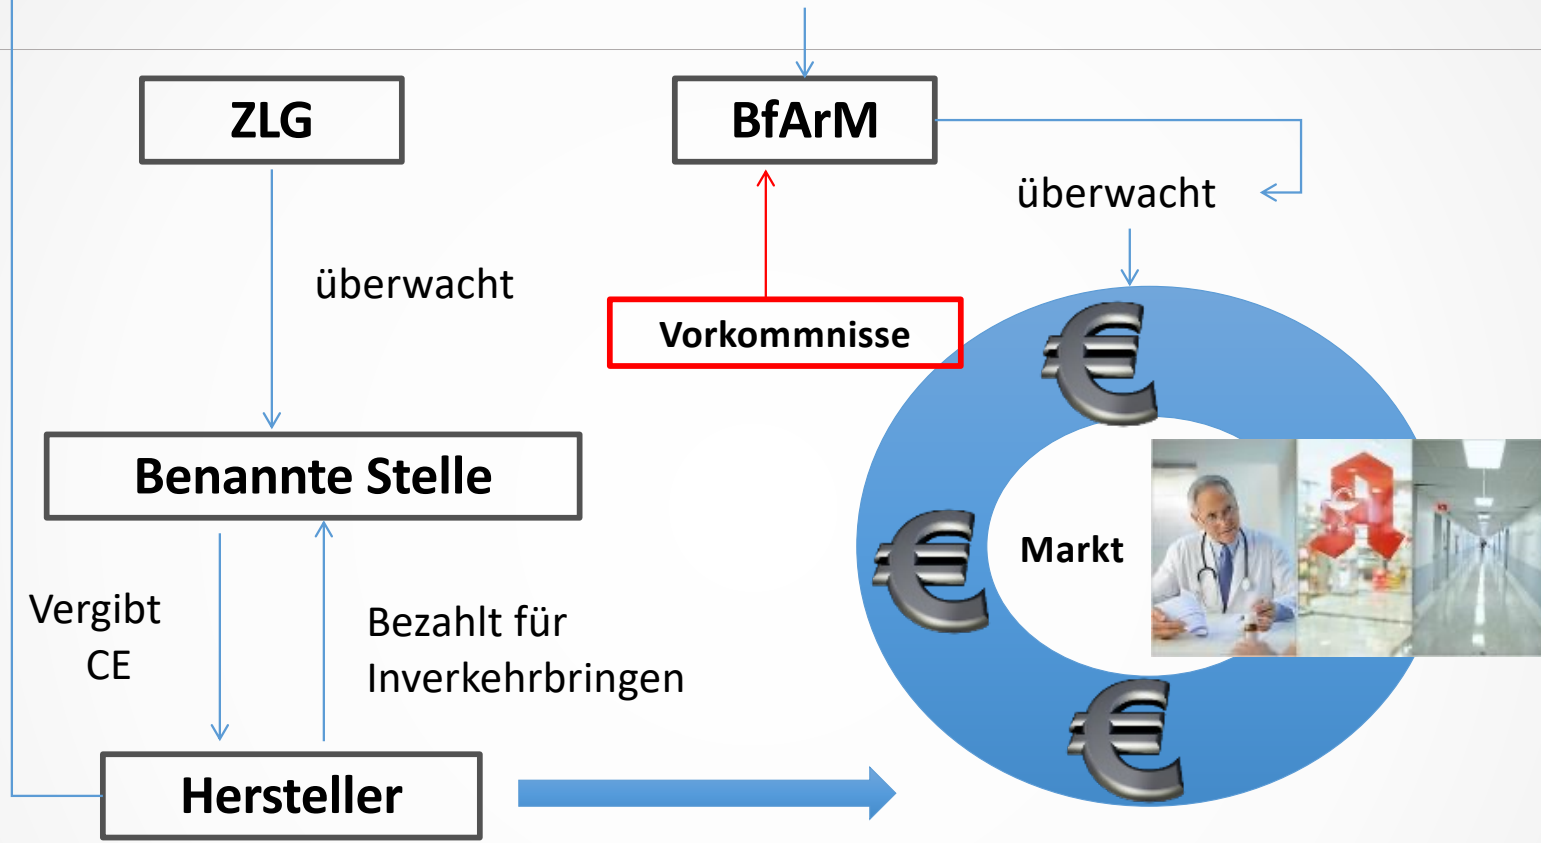 ZLG
BfArM
überwacht
überwacht
Vorkommnisse
Benannte Stelle
Markt
Vergibt
CE
Bezahlt für
Inverkehrbringen
Hersteller